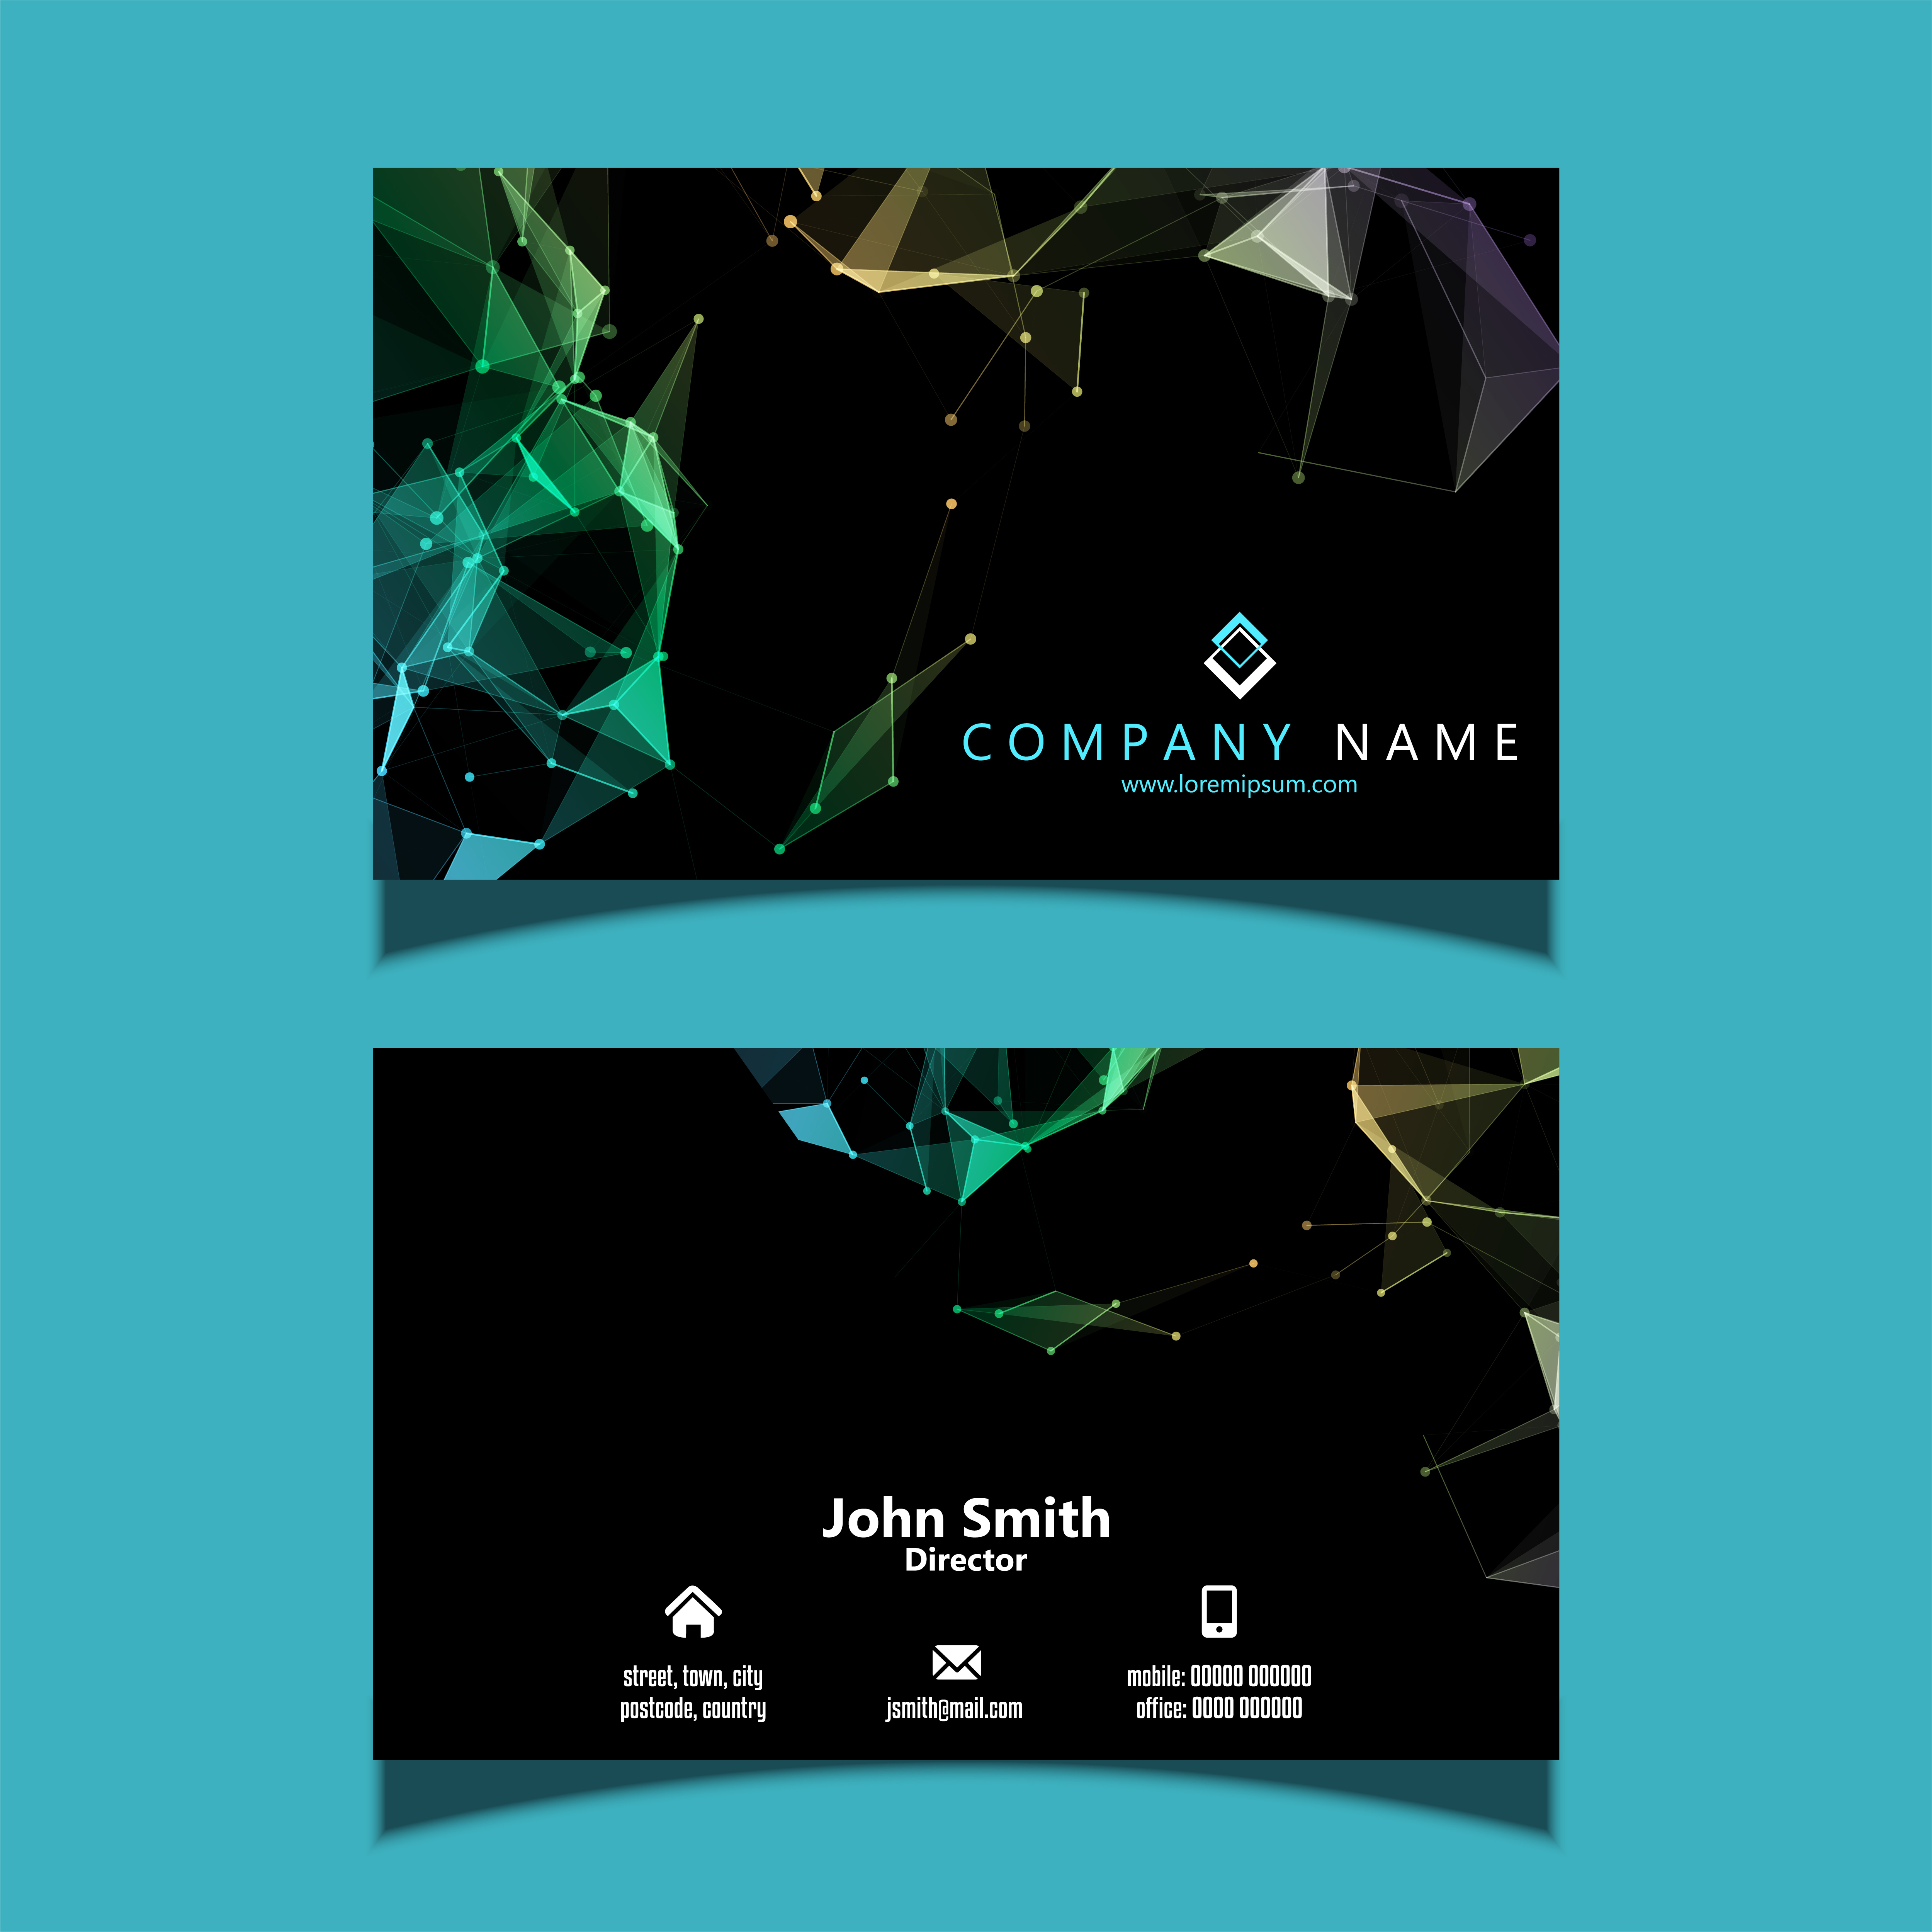 COMPANY NAME
www.loremipsum.com
John Smith
Director
street, town, city
postcode, country
jsmith@mail.com
mobile: 00000 000000
office: 0000 000000